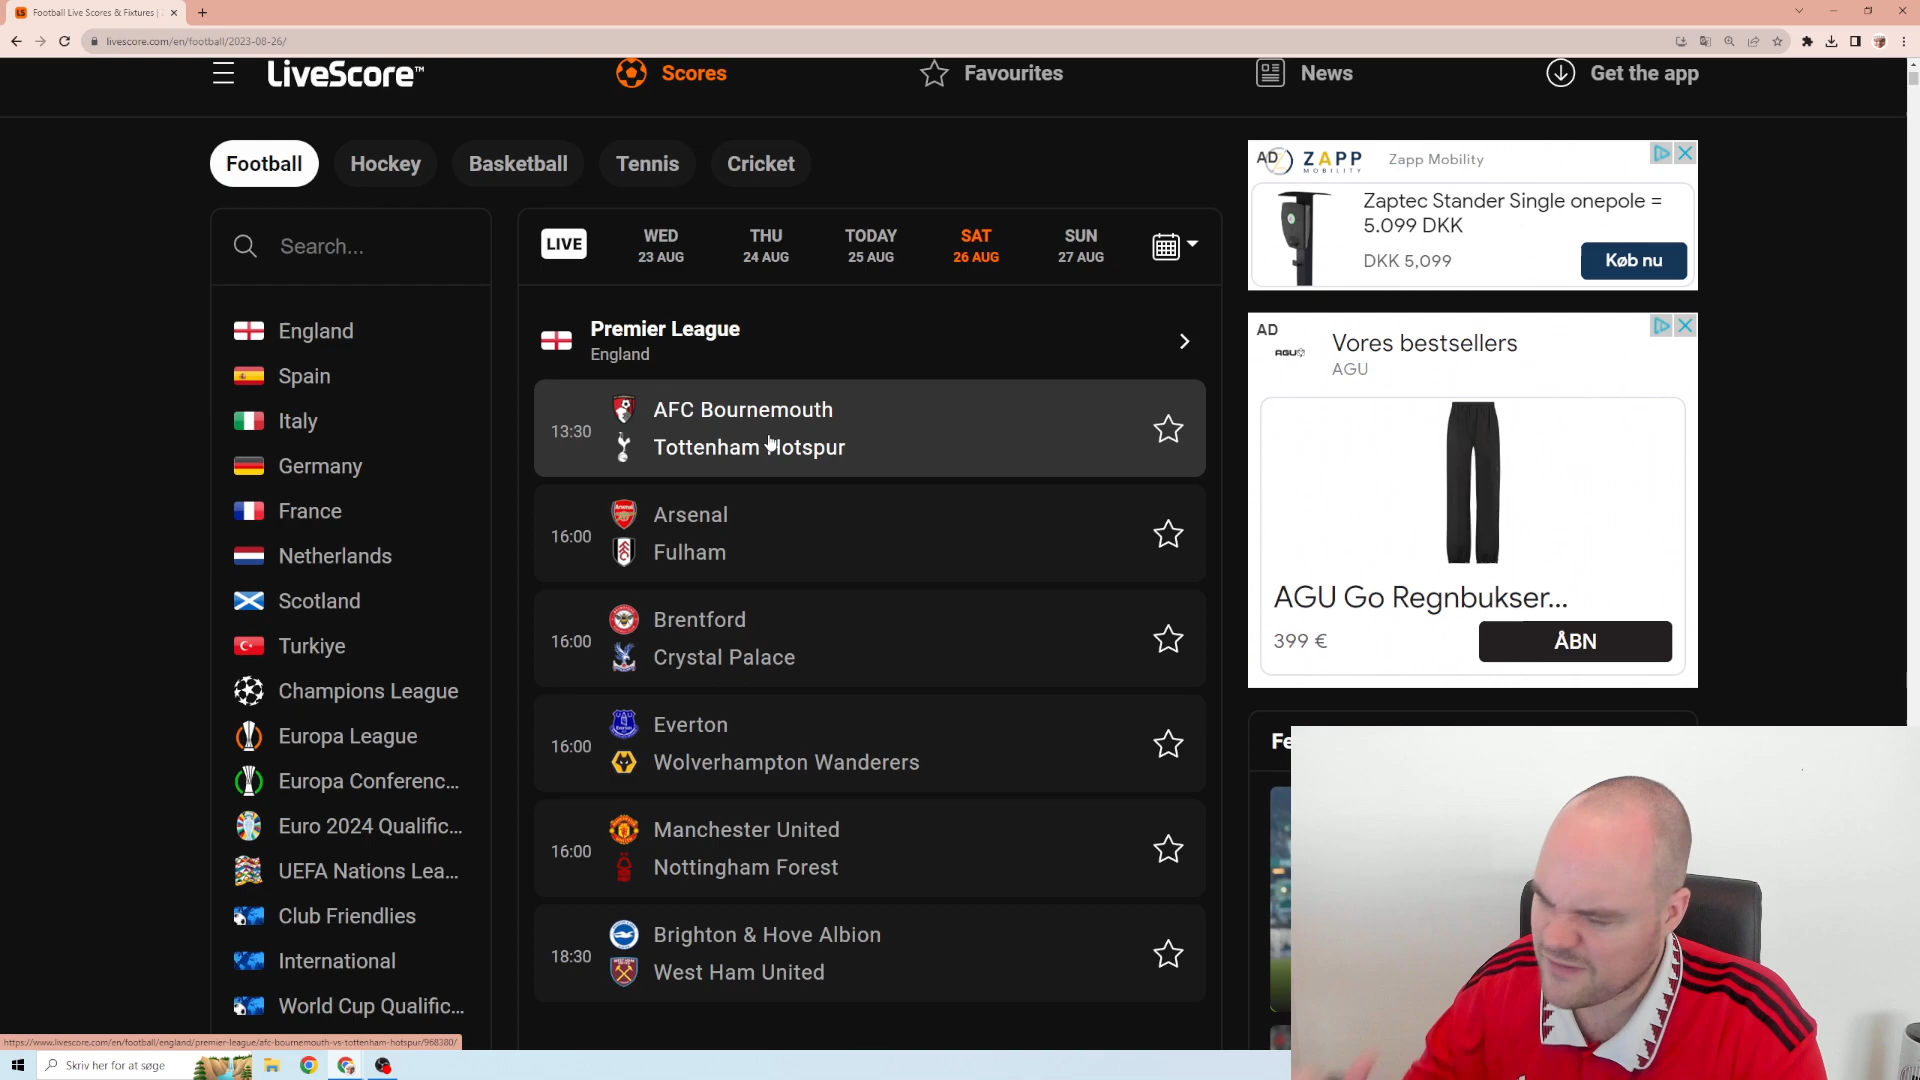 Football Live Scores & Fixtures |
livescore.com/en/football/2023-08-26/
LiveScore™
Scores
Favourites
News
Get the app
Football
Hockey
Basketball
Tennis
Cricket
Search...
England
Spain
Italy
Germany
France
Netherlands
Scotland
Turkiye
Champions League
Europa League
Europa Conferenc...
Euro 2024 Qualific...
UEFA Nations Lea...
Club Friendlies
International
World Cup Qualific...
LIVE
WED
23 AUG
THU
24 AUG
TODAY
25 AUG
SAT
26 AUG
SUN
27 AUG
Premier League
England
13:30
AFC Bournemouth
Tottenham Hotspur
16:00
Arsenal
Fulham
16:00
Brentford
Crystal Palace
16:00
Everton
Wolverhampton Wanderers
16:00
Manchester United
Nottingham Forest
18:30
Brighton & Hove Albion
West Ham United
AD
ZAPP
MOBILITY
Zapp Mobility
Zaptec Stander Single onepole =
5.099 DKK
DKK 5,099
Køb nu
AD
AGU
Vores bestsellers
AGU
AGU Go Regnbukser...
399 €
ÅBN
Fe
https://www.livescore.com/en/football/england/premier-league/afc-bournemouth-vs-tottenham-hotspur/968380/
Skriv her for at søge